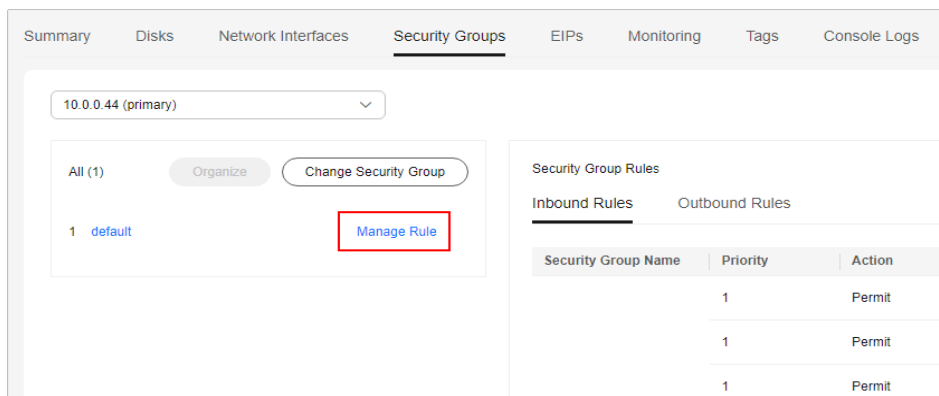 Summary Disks Network Interfaces Security Groups EIPs Monitoring Tags Console Logs
10.0.0.44 (primary)
All (1) Organize Change Security Group
1 default Manage Rule
Security Group Rules
Inbound Rules Outbound Rules
Security Group Name Priority Action
1 Permit
1 Permit
1 Permit